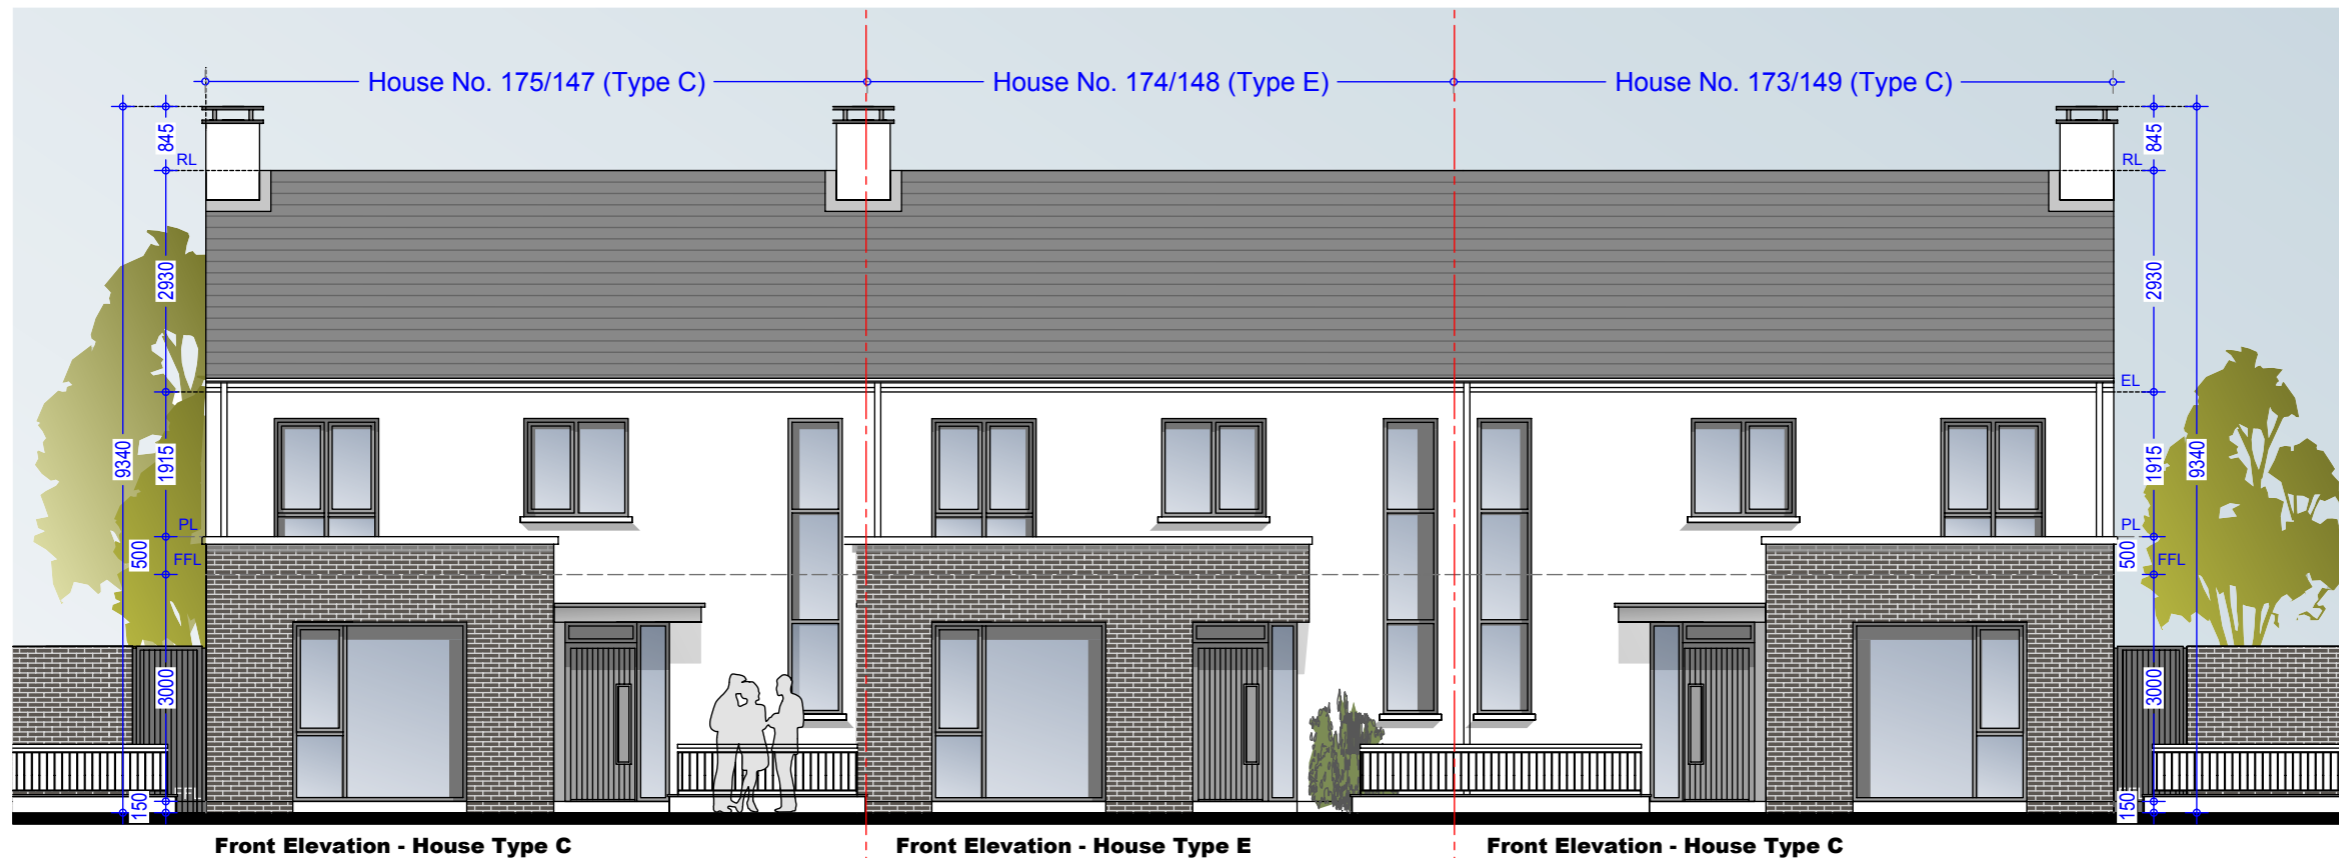 House No. 175/147 (Type C)
House No. 174/148 (Type E)
House No. 173/149 (Type C)
845
RL
2930
9340
1915
PL
500
FFL
3000
FFL
150
845
RL
2930
EL
1915
9340
PL
500
FFL
3000
150
Front Elevation - House Type C
Front Elevation - House Type E
Front Elevation - House Type C